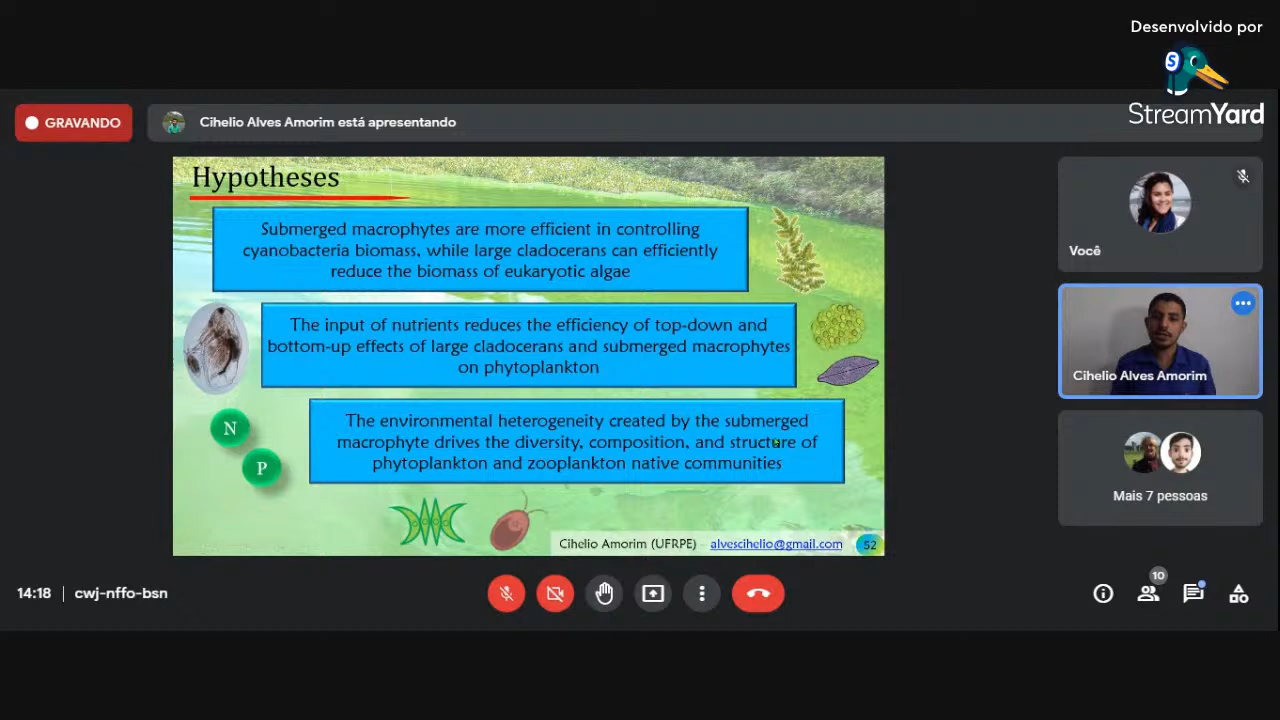 Desenvolvido por
S
StreamYard
GRAVANDO
Cihelio Alves Amorim está apresentando
Hypotheses
Submerged macrophytes are more efficient in controlling
cyanobacteria biomass, while large cladocerans can efficiently
reduce the biomass of eukaryotic algae
The input of nutrients reduces the efficiency of top-down and
bottom-up effects of large cladocerans and submerged macrophytes
on phytoplankton
N
P
The environmental heterogeneity created by the submerged
macrophyte drives the diversity, composition, and structure of
phytoplankton and zooplankton native communities
Cihelio Amorim (UFRPE) alvescihelio@gmail.com 52
Você
Cihelio Alves Amorim
Mais 7 pessoas
14:18 | cwj-nffo-bsn
10